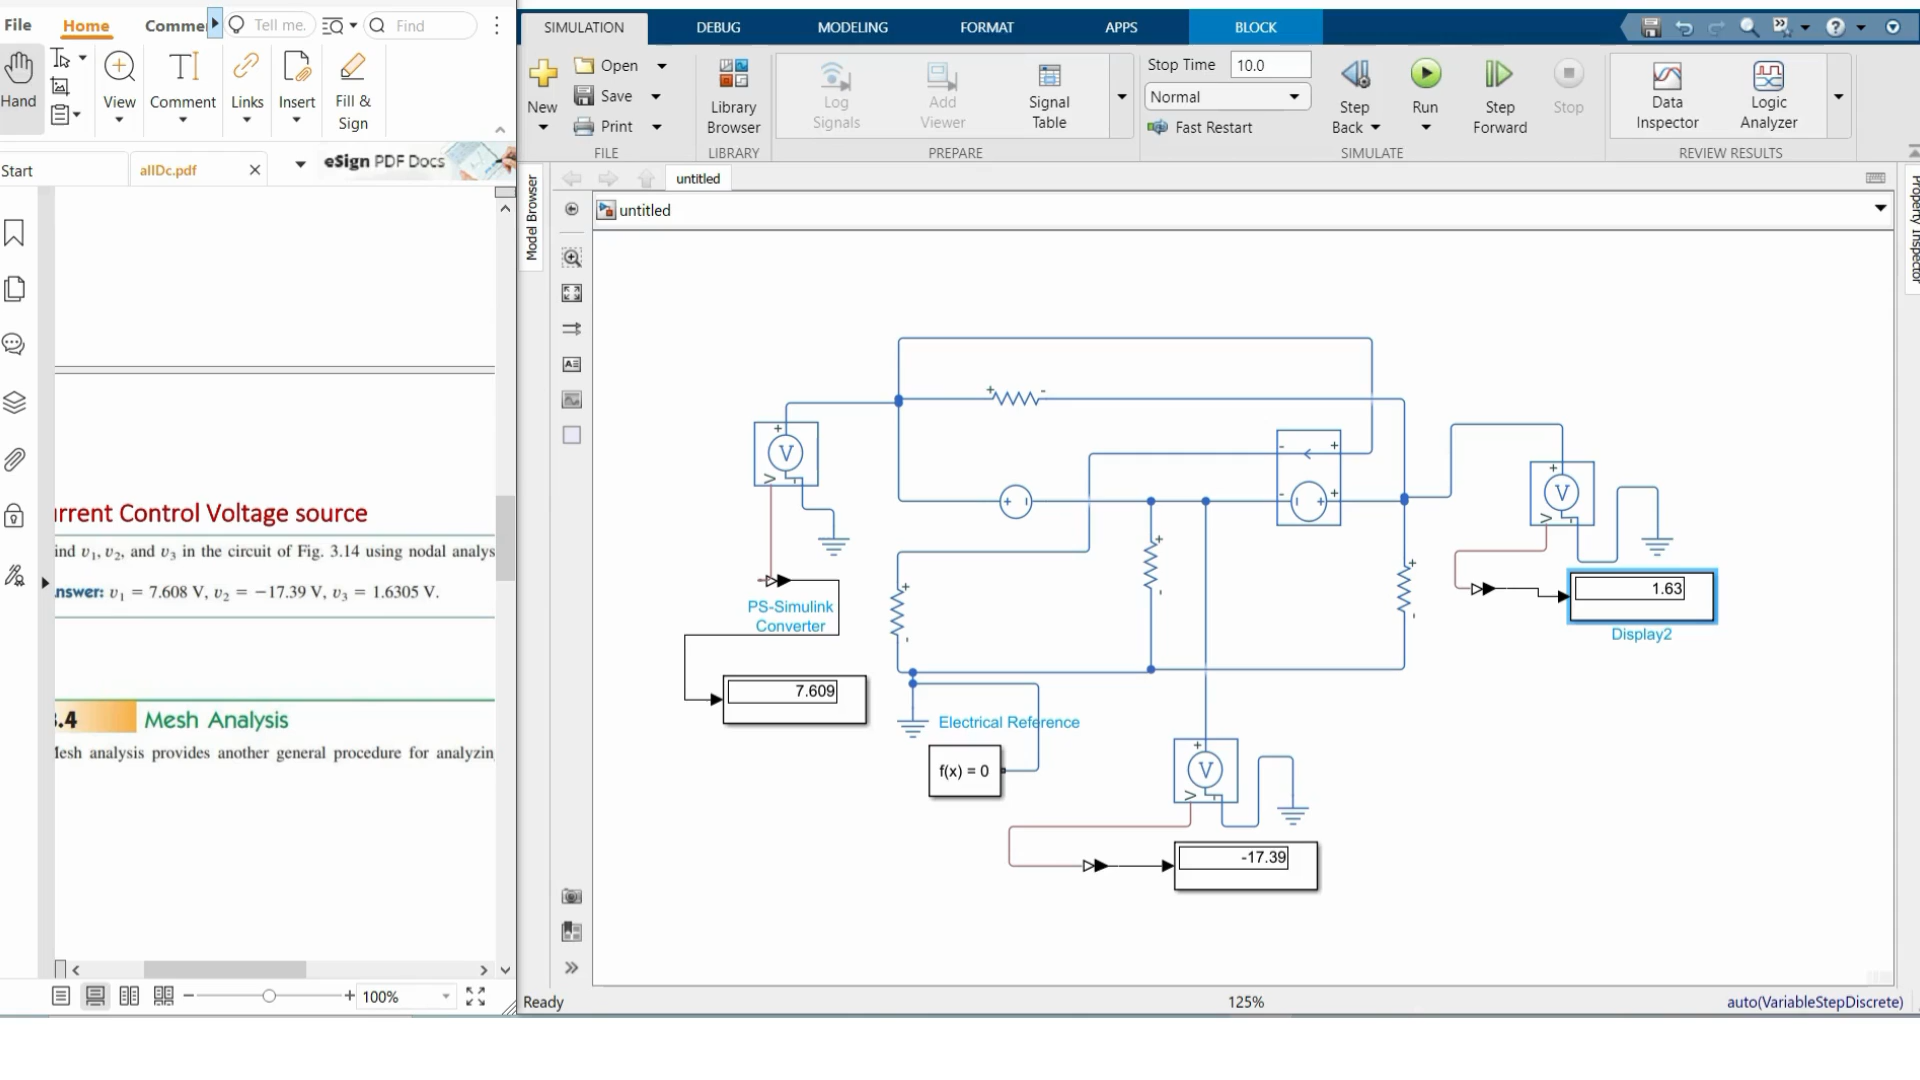 File
Home
Comme
Tell me.
Find
Hand
View
Comment
Links
Insert
Fill &
Sign
Start
allDc.pdf
eSign PDF Docs
rrent Control Voltage source
ind v1, v2, and v3 in the circuit of Fig. 3.14 using nodal analys
nswer: v1 = 7.608 V, v2 = −17.39 V, v3 = 1.6305 V.
.4 Mesh Analysis
esh analysis provides another general procedure for analyzin
100%
SIMULATION
DEBUG
MODELING
FORMAT
APPS
BLOCK
New
Open
Save
Print
FILE
Library
Browser
LIBRARY
Log
Signals
Add
Viewer
Signal
Table
PREPARE
Stop Time 10.0
Normal
Fast Restart
Step
Back
Run
Step
Forward
Stop
SIMULATE
Data
Inspector
Logic
Analyzer
REVIEW RESULTS
Model Browser
Property Inspector
untitled
untitled
V
PS-Simulink
Converter
7.609
Electrical Reference
f(x) = 0
V
-17.39
V
1.63
Display2
Ready
125%
auto(VariableStepDiscrete)